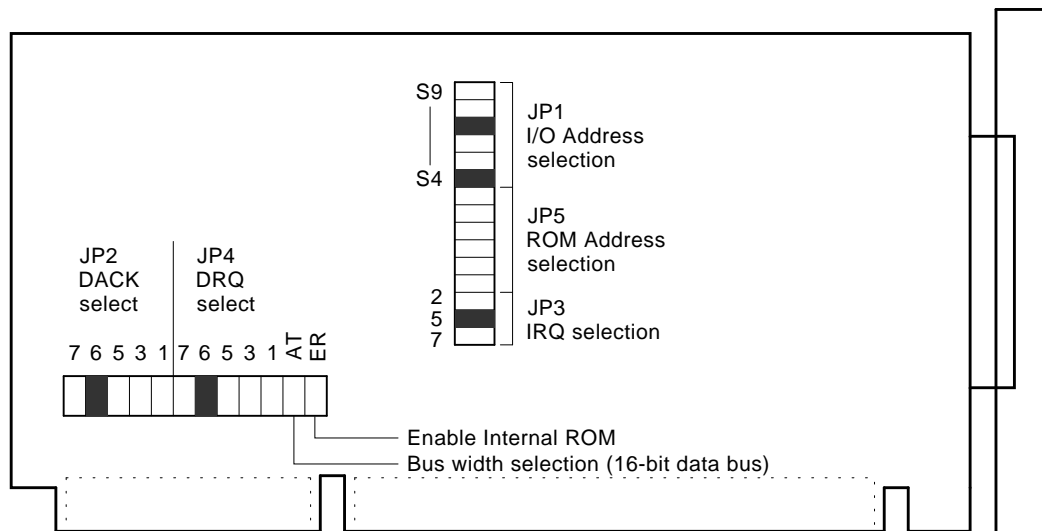 S9
S4
JP1
I/O Address
selection
JP5
ROM Address
selection
2
5
7
JP3
IRQ selection
JP2
DACK
select
JP4
DRQ
select
7 6 5 3 1 7 6 5 3 1 AT ER
Enable Internal ROM
Bus width selection (16-bit data bus)